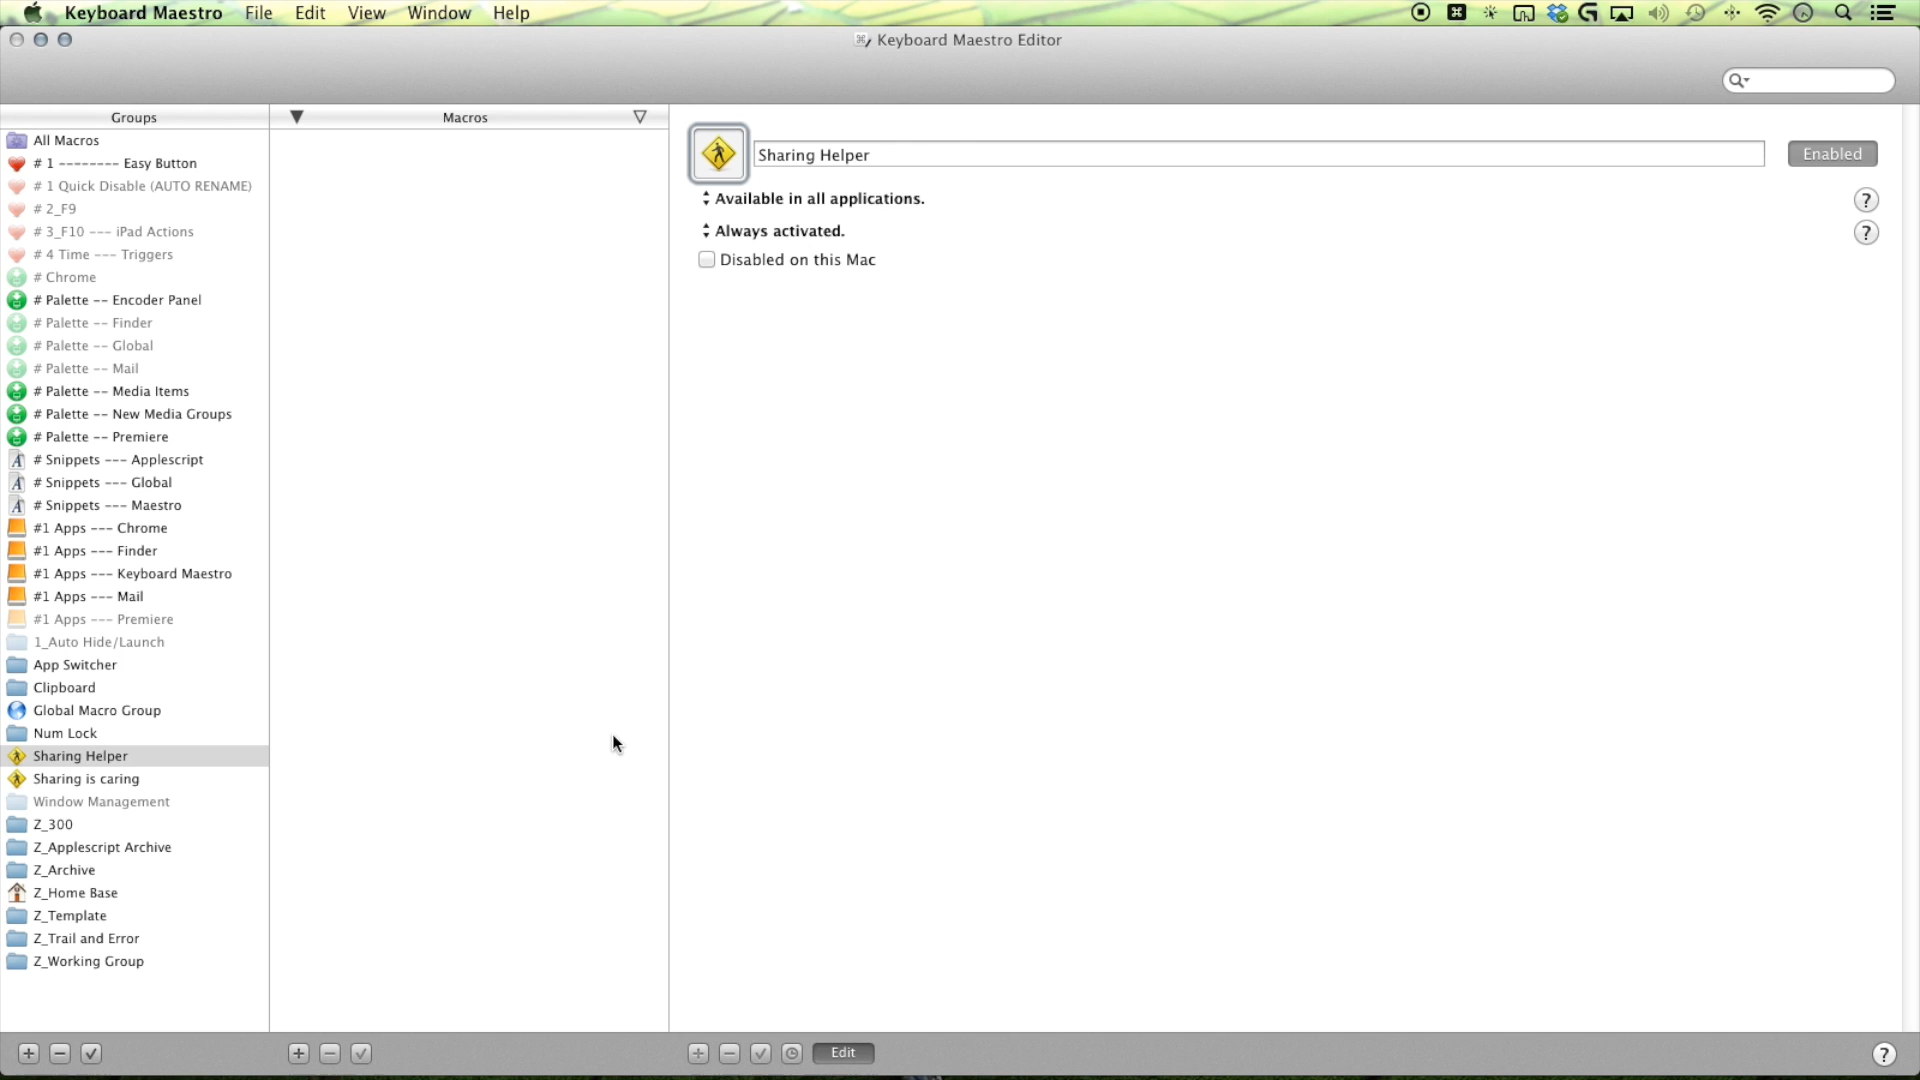 Keyboard Maestro File Edit View Window Help
Keyboard Maestro Editor
Groups
Macros
All Macros
# 1 -------- Easy Button
# 1 Quick Disable (AUTO RENAME)
# 2_F9
# 3_F10 --- iPad Actions
# 4 Time --- Triggers
# Chrome
# Palette -- Encoder Panel
# Palette -- Finder
# Palette -- Global
# Palette -- Mail
# Palette -- Media Items
# Palette -- New Media Groups
# Palette -- Premiere
# Snippets --- Applescript
# Snippets --- Global
# Snippets --- Maestro
#1 Apps --- Chrome
#1 Apps --- Finder
#1 Apps --- Keyboard Maestro
#1 Apps --- Mail
#1 Apps --- Premiere
1_Auto Hide/Launch
App Switcher
Clipboard
Global Macro Group
Num Lock
Sharing Helper
Sharing is caring
Window Management
Z_300
Z_Applescript Archive
Z_Archive
Z_Home Base
Z_Template
Z_Trail and Error
Z_Working Group
Sharing Helper
Enabled
Available in all applications.
?
Always activated.
?
Disabled on this Mac
Edit
?